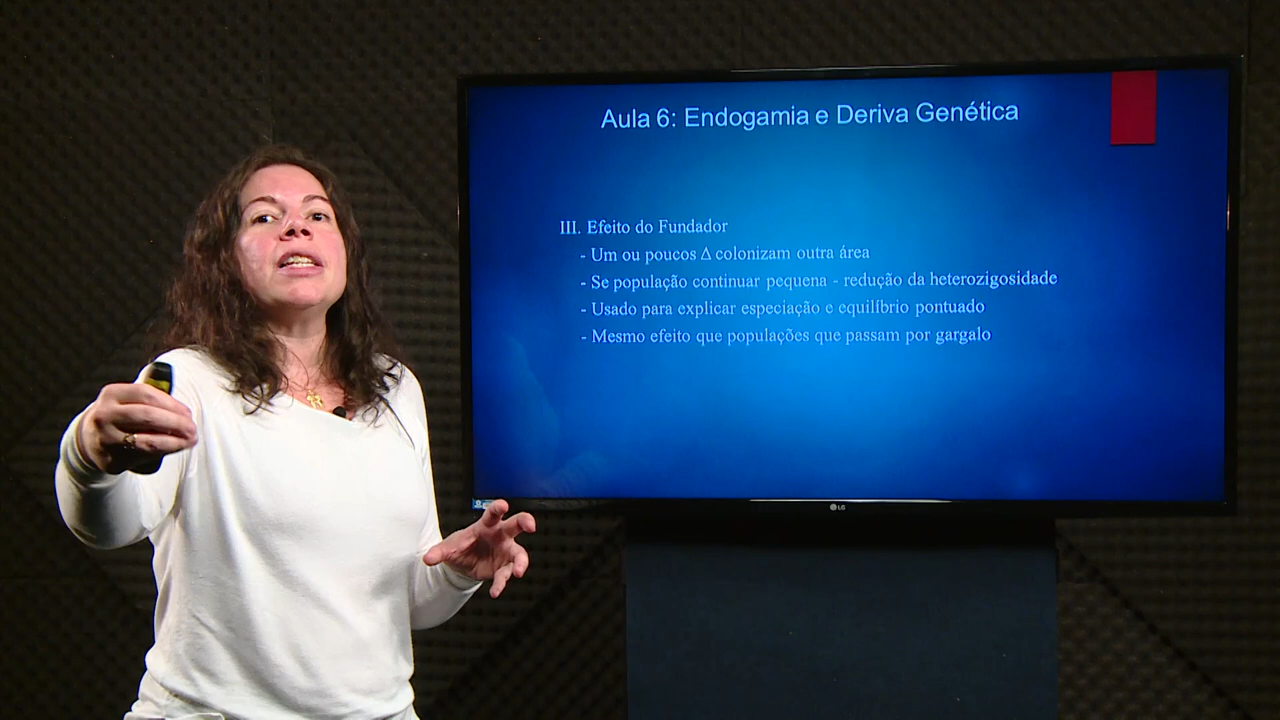 Aula 6: Endogamia e Deriva Genética
III. Efeito do Fundador
- Um ou poucos Δ colonizam outra área
- Se população continuar pequena - redução da heterozigosidade
- Usado para explicar especiação e equilíbrio pontuado
- Mesmo efeito que populações que passam por gargalo
LG